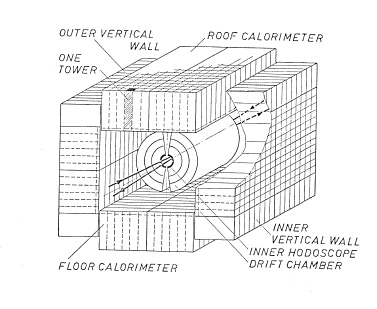 OUTER VERTICAL
WALL
ROOF CALORIMETER
ONE
TOWER
INNER
VERTICAL WALL
INNER HODOSCOPE
DRIFT CHAMBER
FLOOR CALORIMETER